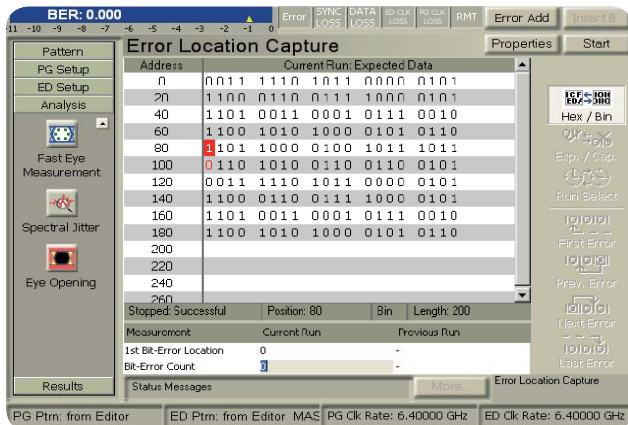 BER: 0.000
Error SYNC LOSS DATA LOSS ED CLK LOSS PG CLK LOSS RMT Error Add Insert B
-11 -10 -9 -8 -7 -6 -5 -4 -3 -2 -1 0
Error Location Capture Properties Start
Pattern
PG Setup
ED Setup
Analysis
Fast Eye
Measurement
Spectral Jitter
Eye Opening
Results
Address Current Run: Expected Data
0 0011 1110 1011 0000 0101
20 1100 0110 0111 1000 0101
40 1101 0011 0001 0111 0010
60 1100 1010 1000 0101 0110
80 1101 1000 0100 1011 1011
100 0110 1010 0110 0110 0101
120 0011 1110 1011 0000 0101
140 1100 0110 0111 1000 0101
160 1101 0011 0001 0111 0010
180 1100 1010 1000 0101 0110
200
220
240
260
Stopped: Successful Position: 80 Bin Length: 200
Measurement Current Run Previous Run
1st Bit-Error Location 0 -
Bit-Error Count 0 -
Status Messages More... Error Location Capture
Hex / Bin
Exp. / Cap.
Run Select
First Error
Prev. Error
Next Error
Last Error
PG Ptrn: from Editor ED Ptrn: from Editor MAS PG Clk Rate: 6.40000 GHz ED Clk Rate: 6.40000 GHz